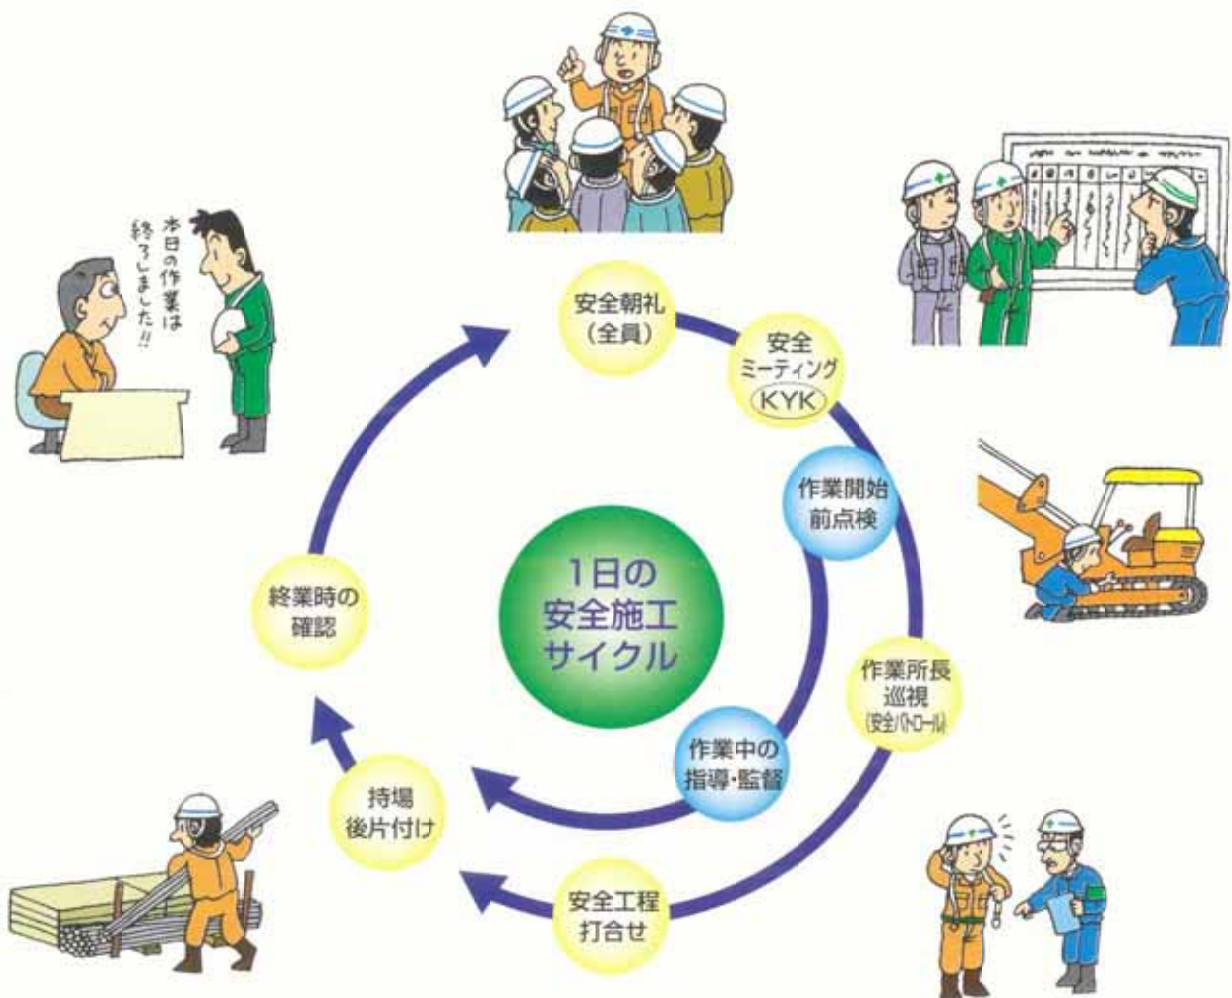 安全朝礼
(全員)
安全
ミーティング
KYK
作業開始
前点検
作業所長
巡視
(安全パトロール)
作業中の
指導・監督
安全工程
打合せ
持場
後片付け
終業時の
確認
1日の
安全施工
サイクル
本日の作業は
終了しました!!